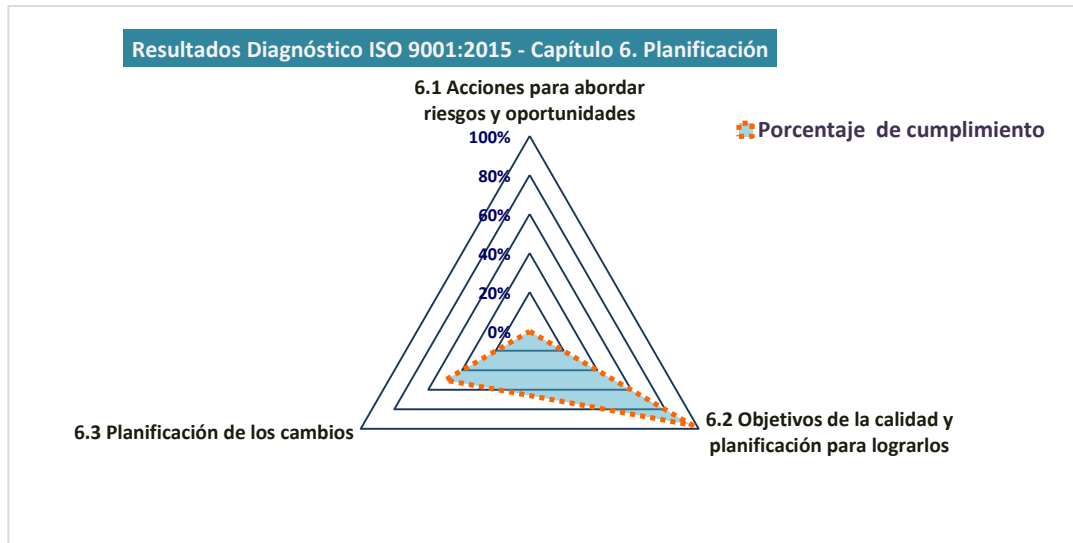 Resultados Diagnóstico ISO 9001:2015 - Capítulo 6. Planificación
6.1 Acciones para abordar
riesgos y oportunidades
Porcentaje de cumplimiento
100%
80%
60%
40%
20%
0%
6.3 Planificación de los cambios
6.2 Objetivos de la calidad y
planificación para lograrlos